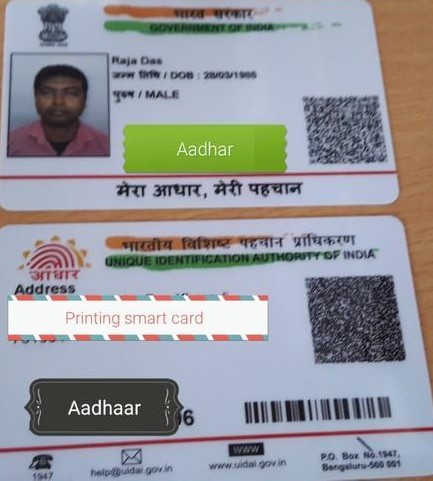 भारत सरकार
GOVERNMENT OF INDIA
Raja Das
जन्म तिथि / DOB : 28/03/1986
पुरुष / MALE
Aadhar
मेरा आधार, मेरी पहचान
भारतीय विशिष्ट पहचान प्राधिकरण
UNIQUE IDENTIFICATION AUTHORITY OF INDIA
आधार
Address
Printing smart card
Aadhaar
1947
help@uidai.gov.in
WWW
www.uidai.gov.in
P.O. Box No.1947,
Bengaluru-560 001